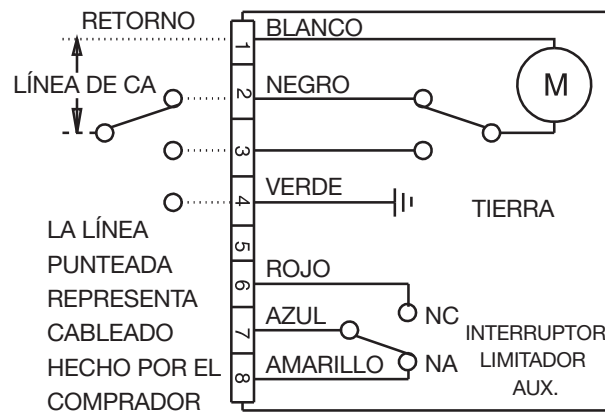 RETORNO
LÍNEA DE CA
1
BLANCO
2
NEGRO
3
4
VERDE
5
6
ROJO
7
AZUL
8
AMARILLO
M
TIERRA
NC
NA
INTERRUPTOR
LIMITADOR
AUX.
LA LÍNEA
PUNTEADA
REPRESENTA
CABLEADO
HECHO POR EL
COMPRADOR